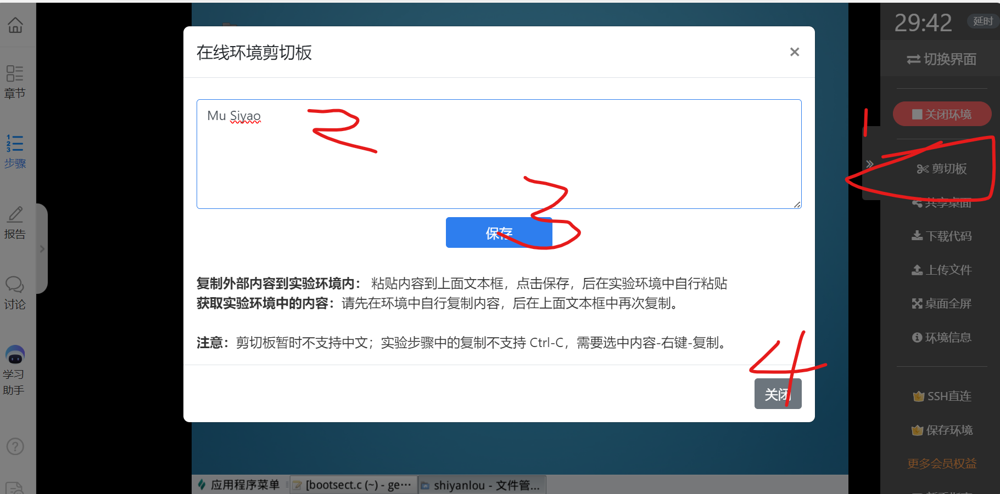 29:42 延时
切换界面
关闭环境
剪切板
共享桌面
下载代码
上传文件
桌面全屏
环境信息
SSH直连
保存环境
更多会员权益
章节
1
2
3
步骤
报告
讨论
学习
助手
在线环境剪切板
×
Mu Siyao
保存
复制外部内容到实验环境内： 粘贴内容到上面文本框，点击保存，后在实验环境中自行粘贴
获取实验环境中的内容：请先在环境中自行复制内容，后在上面文本框中再次复制。
注意：剪切板暂时不支持中文；实验步骤中的复制不支持 Ctrl-C，需要选中内容-右键-复制。
关闭
1
2
3
4
应用程序菜单
[bootsect.c (~) - ge...
shiyanlou - 文件管...